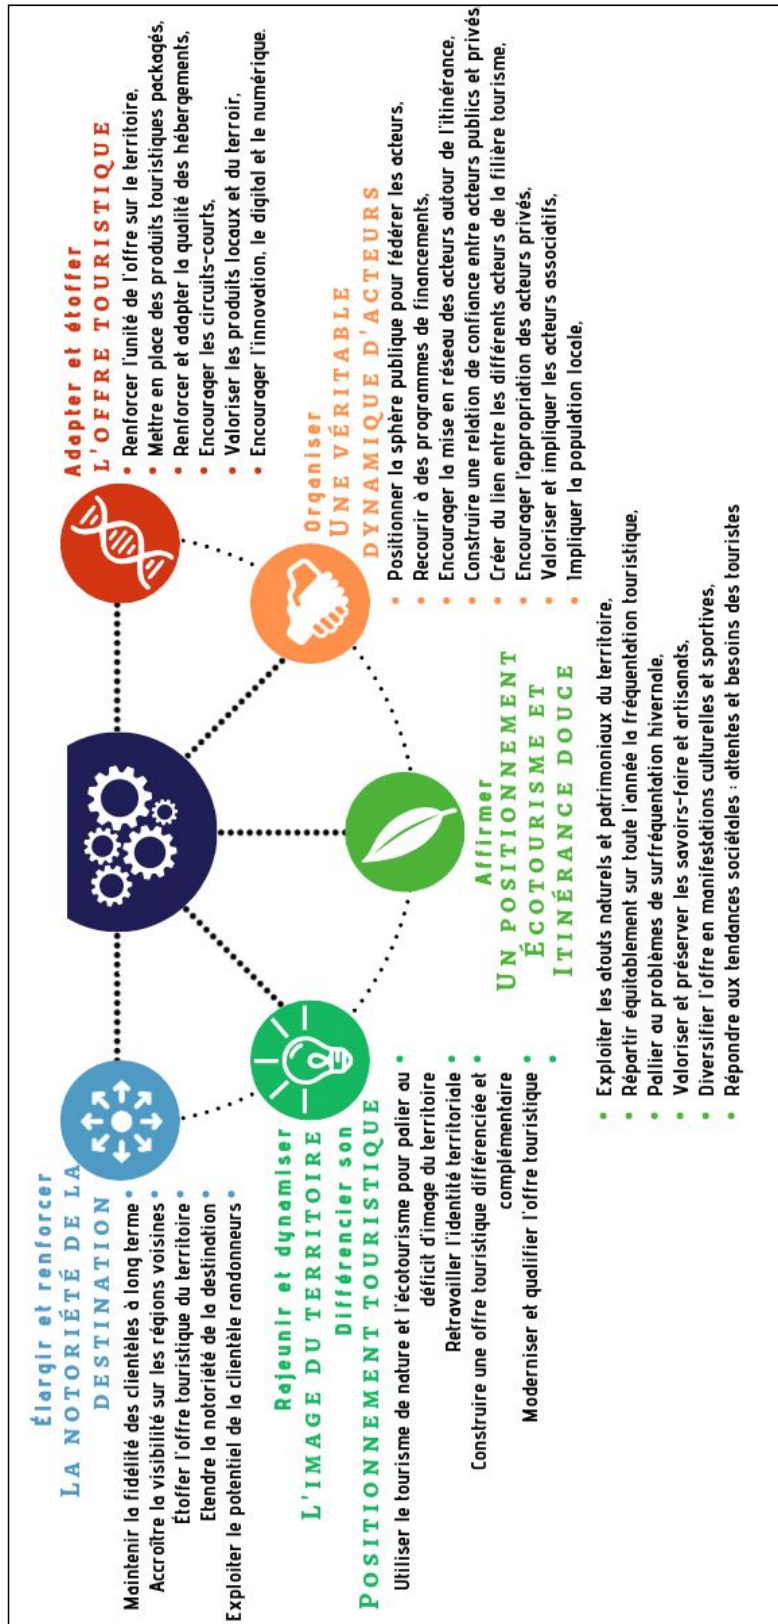 Élargir et renforcer
LA NOTORIÉTÉ DE LA
DESTINATION
Maintenir la fidélité des clientèles à long terme
Accroître la visibilité sur les régions voisines
Étoffer l'offre touristique du territoire
Etendre la notoriété de la destination
Exploiter le potentiel de la clientèle randonneurs
Rajeunir et dynamiser
L'IMAGE DU TERRITOIRE
Différencier son
POSITIONNEMENT TOURISTIQUE
Utiliser le tourisme de nature et l'écotourisme pour palier au
déficit d'image du territoire
Retravailler l'identité territoriale
Construire une offre touristique différenciée et
complémentaire
Moderniser et qualifier l'offre touristique
Affirmer
UN POSITIONNEMENT
ÉCOTOURISME ET
ITINÉRANCE DOUCE
Exploiter les atouts naturels et patrimoniaux du territoire,
Répartir équitablement sur toute l'année la fréquentation touristique,
Pallier au problèmes de surfréquentation hivernale,
Valoriser et préserver les savoirs-faire et artisanats,
Diversifier l'offre en manifestations culturelles et sportives,
Répondre aux tendances sociétales : attentes et besoins des touristes
Organiser
UNE VÉRITABLE
DYNAMIQUE D'ACTEURS
Positionner la sphère publique pour fédérer les acteurs,
Recourir à des programmes de financements,
Encourager la mise en réseau des acteurs autour de l'itinérance,
Construire une relation de confiance entre acteurs publics et privés
Créer du lien entre les différents acteurs de la filière tourisme,
Encourager l'appropriation des acteurs privés,
Valoriser et impliquer les acteurs associatifs,
Impliquer la population locale,
Adapter et étoffer
L'OFFRE TOURISTIQUE
Renforcer l'unité de l'offre sur le territoire,
Mettre en place des produits touristiques packagés,
Renforcer et adapter la qualité des hébergements,
Encourager les circuits-courts,
Valoriser les produits locaux et du terroir,
Encourager l'innovation, le digital et le numérique.